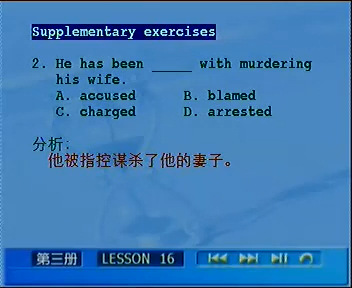 Supplementary exercises
2. He has been _____ with murdering
his wife.
A. accused B. blamed
C. charged D. arrested
分析:
他被指控谋杀了他的妻子。
第三册 LESSON 16